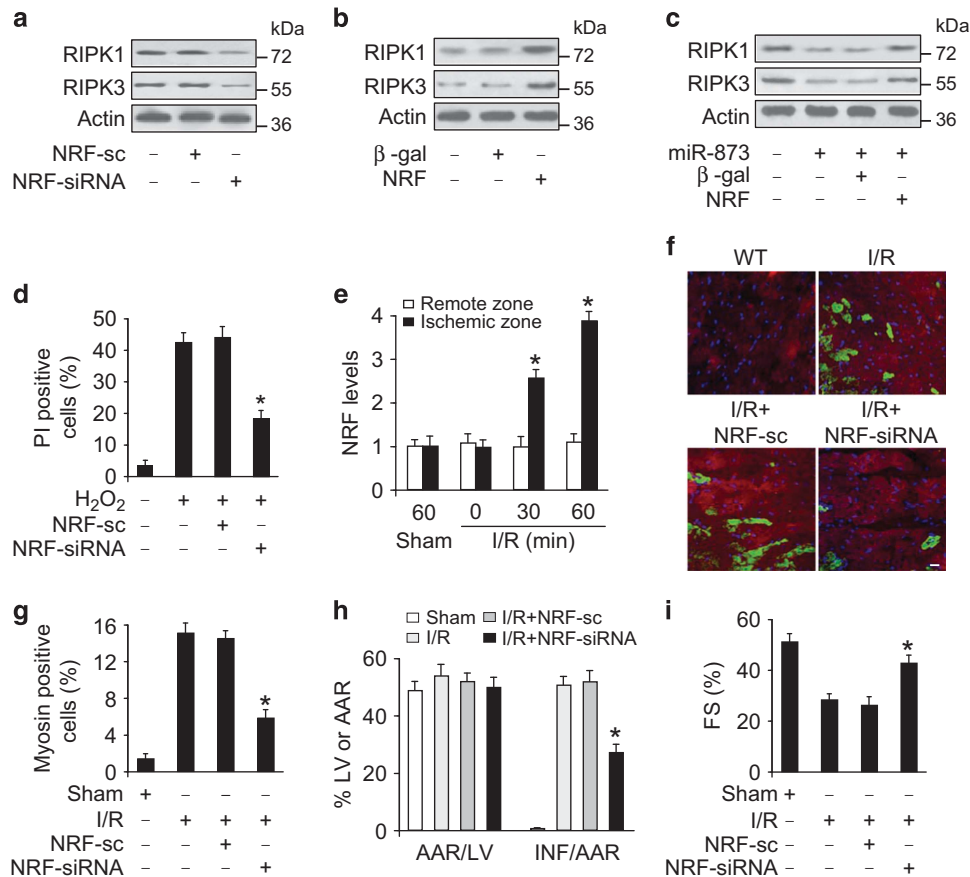 a
kDa
RIPK1
72
RIPK3
55
Actin
36
NRF-sc – + –
NRF-siRNA – – +
b
kDa
RIPK1
72
RIPK3
55
Actin
36
β-gal – + –
NRF – – +
c
kDa
RIPK1
72
RIPK3
55
Actin
36
miR-873 – + + +
β-gal – – + –
NRF – – – +
d
PI positive cells (%)
50
40
30
20
10
0
*
H2O2 – + + +
NRF-sc – – + –
NRF-siRNA – – – +
e
NRF levels
Remote zone
Ischemic zone
4
3
2
1
0
* *
60 0 30 60
Sham I/R (min)
f
WT I/R
I/R+ NRF-sc
I/R+ NRF-siRNA
g
Myosin positive cells (%)
16
12
8
4
0
*
Sham + – – –
I/R – + + +
NRF-sc – – + –
NRF-siRNA – – – +
h
Sham I/R+NRF-sc
I/R I/R+NRF-siRNA
% LV or AAR
60
40
20
0
*
AAR/LV INF/AAR
i
FS (%)
60
40
20
0
*
Sham + – – –
I/R – + + +
NRF-sc – – + –
NRF-siRNA – – – +